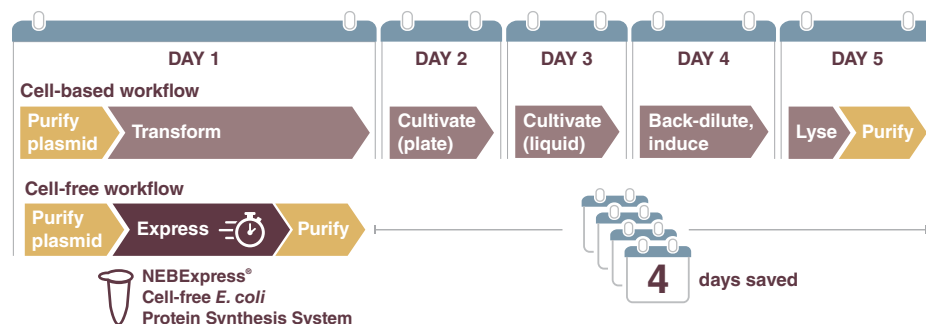 DAY 1
DAY 2
DAY 3
DAY 4
DAY 5
Cell-based workflow
Purify
plasmid
Transform
Cultivate
(plate)
Cultivate
(liquid)
Back-dilute,
induce
Lyse
Purify
Cell-free workflow
Purify
plasmid
Express
Purify
4
days saved
NEBExpress®
Cell-free E. coli
Protein Synthesis System